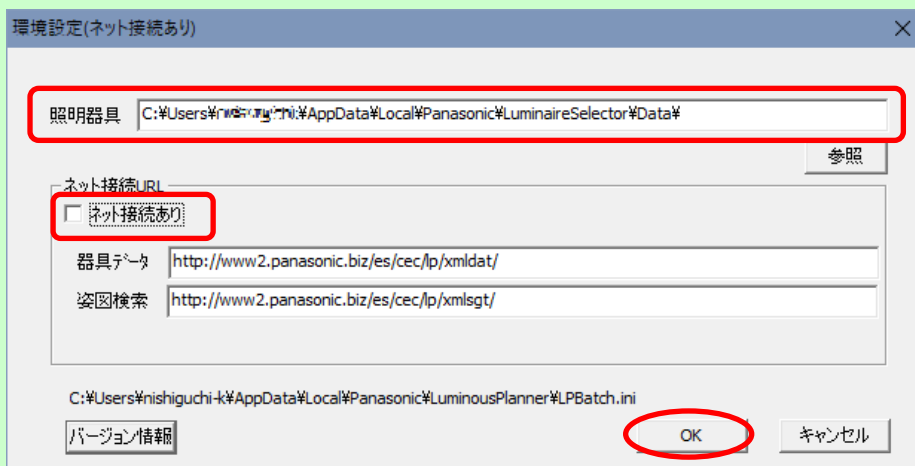 環境設定(ネット接続あり)
照明器具 C:¥Users¥ ¥AppData¥Local¥Panasonic¥LuminaireSelector¥Data¥
参照
ネット接続URL
ネット接続あり
器具データ http://www2.panasonic.biz/es/cec/lp/xmldat/
姿図検索 http://www2.panasonic.biz/es/cec/lp/xmlsgt/
C:¥Users¥nishiguchi-k¥AppData¥Local¥Panasonic¥LuminousPlanner¥LPBatch.ini
バージョン情報 OK キャンセル